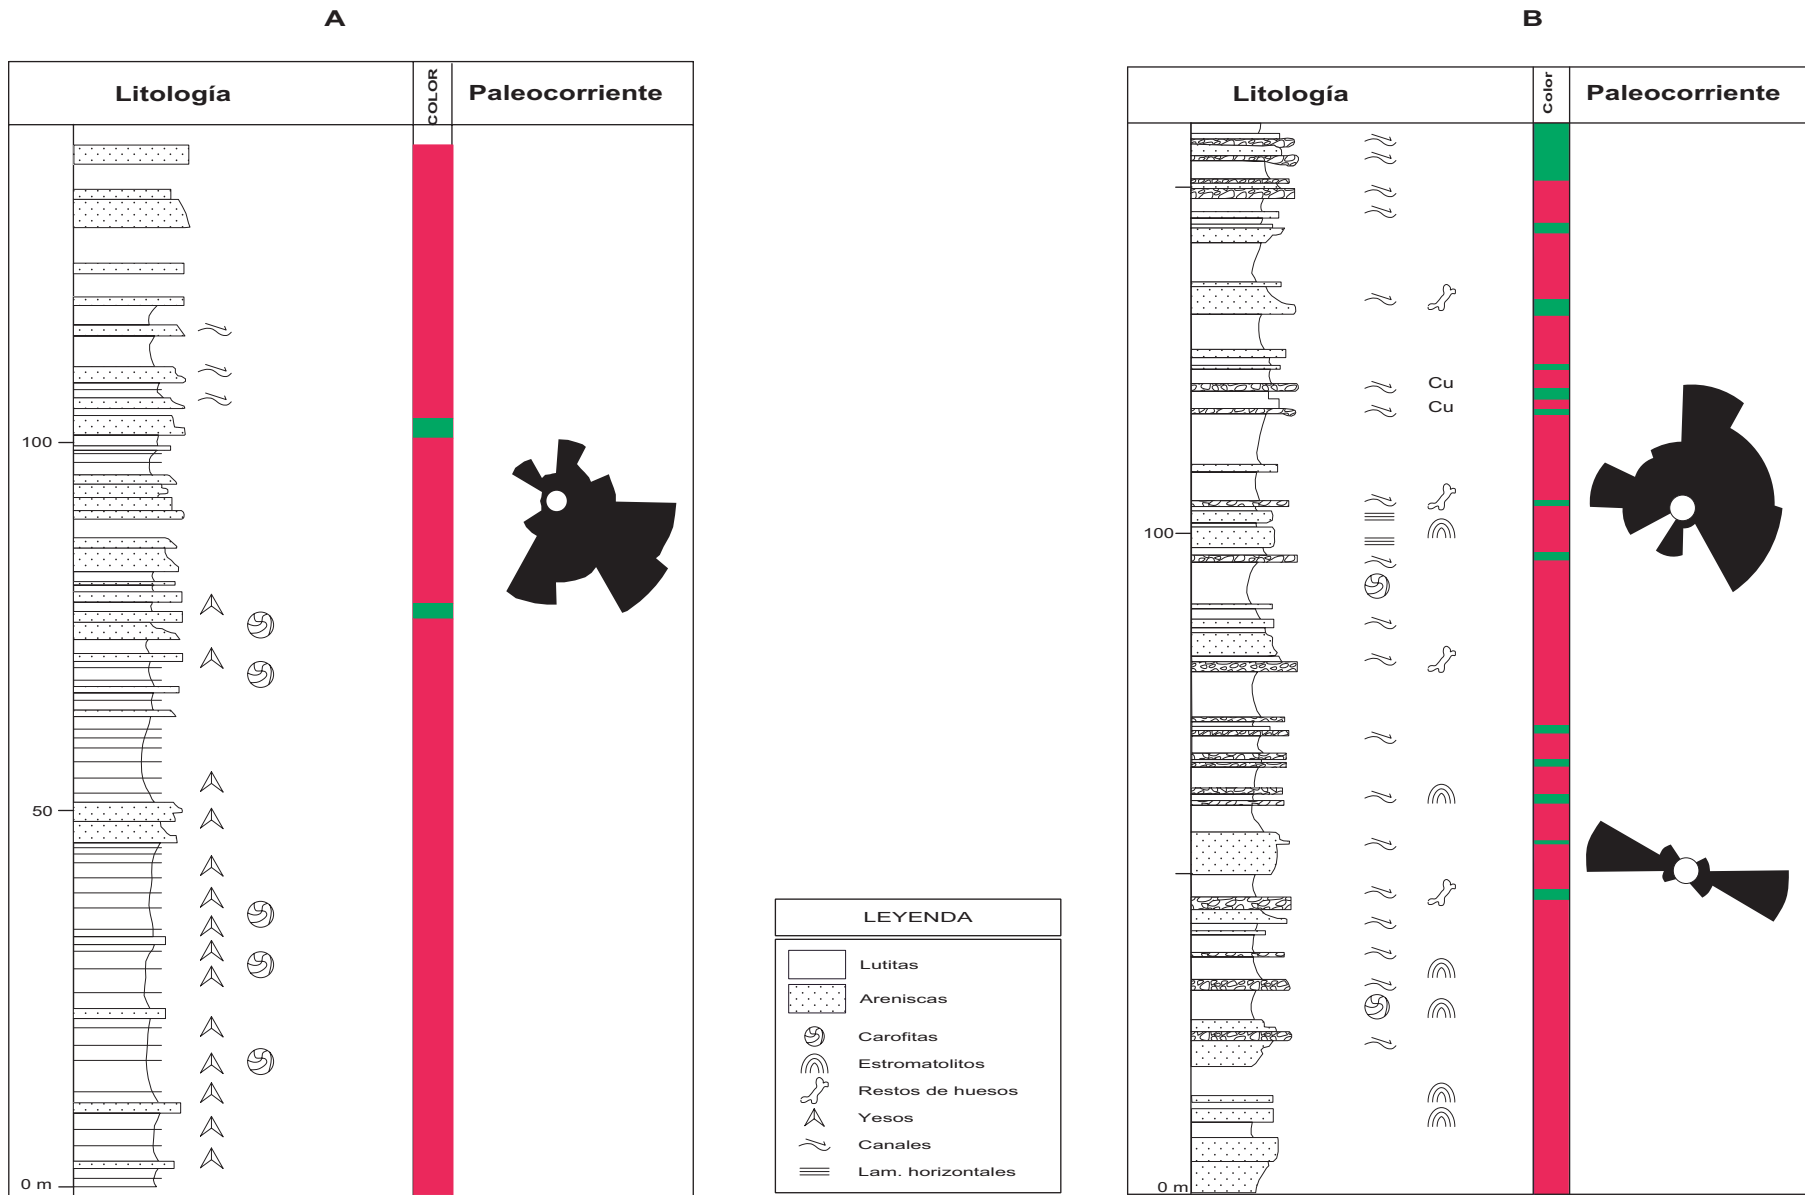 A
B
Litología
COLOR
Paleocorriente
Litología
Color
Paleocorriente
100
50
0 m
Cu
Cu
100
0 m
LEYENDA
Lutitas
Areniscas
Carofitas
Estromatolitos
Restos de huesos
Yesos
Canales
Lam. horizontales